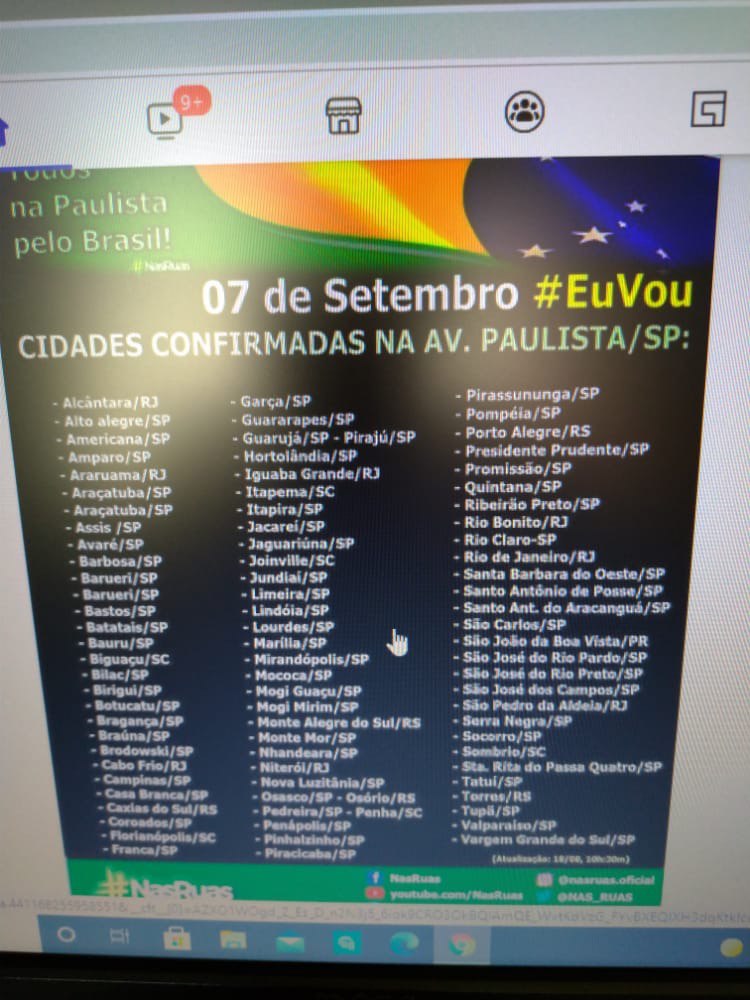 9+
Todos
na Paulista
pelo Brasil!
#NasRuas
07 de Setembro #EuVou
CIDADES CONFIRMADAS NA AV. PAULISTA/SP:
- Alcântara/RJ
- Alto alegre/SP
- Americana/SP
- Amparo/SP
- Araruama/RJ
- Araçatuba/SP
- Araçatuba/SP
- Assis /SP
- Avaré/SP
- Barbosa/SP
- Barueri/SP
- Barueri/SP
- Bastos/SP
- Batatais/SP
- Bauru/SP
- Biguaçu/SC
- Bilac/SP
- Birigui/SP
- Botucatu/SP
- Bragança/SP
- Braúna/SP
- Brodowski/SP
- Cabo Frio/RJ
- Campinas/SP
- Casa Branca/SP
- Caxias do Sul/RS
- Coroados/SP
- Florianópolis/SC
- Franca/SP
- Garça/SP
- Guararapes/SP
- Guarujá/SP - Pirajú/SP
- Hortolândia/SP
- Iguaba Grande/RJ
- Itapema/SC
- Itapira/SP
- Jacareí/SP
- Jaguariúna/SP
- Joinville/SC
- Jundiaí/SP
- Limeira/SP
- Lindóia/SP
- Lourdes/SP
- Marília/SP
- Mirandópolis/SP
- Mococa/SP
- Mogi Guaçu/SP
- Mogi Mirim/SP
- Monte Alegre do Sul/RS
- Monte Mor/SP
- Nhandeara/SP
- Niterói/RJ
- Nova Luzitânia/SP
- Osasco/SP - Osório/RS
- Pedreira/SP - Penha/SC
- Penápolis/SP
- Pinhalzinho/SP
- Piracicaba/SP
- Pirassununga/SP
- Pompéia/SP
- Porto Alegre/RS
- Presidente Prudente/SP
- Promissão/SP
- Quintana/SP
- Ribeirão Preto/SP
- Rio Bonito/RJ
- Rio Claro-SP
- Rio de Janeiro/RJ
- Santa Barbara do Oeste/SP
- Santo Antônio de Posse/SP
- Santo Ant. do Aracanguá/SP
- São Carlos/SP
- São João da Boa Vista/PR
- São José do Rio Pardo/SP
- São José do Rio Preto/SP
- São José dos Campos/SP
- São Pedro da Aldeia/RJ
- Serra Negra/SP
- Socorro/SP
- Sombrio/SC
- Sta. Rita do Passa Quatro/SP
- Tatuí/SP
- Torres/RS
- Tupã/SP
- Valparaíso/SP
- Vargem Grande do Sul/SP
(Atualização: 18/08, 10h30m)
#NasRuas
NasRuas
@nasruas.oficial
youtube.com/NasRuas
@NAS_RUAS